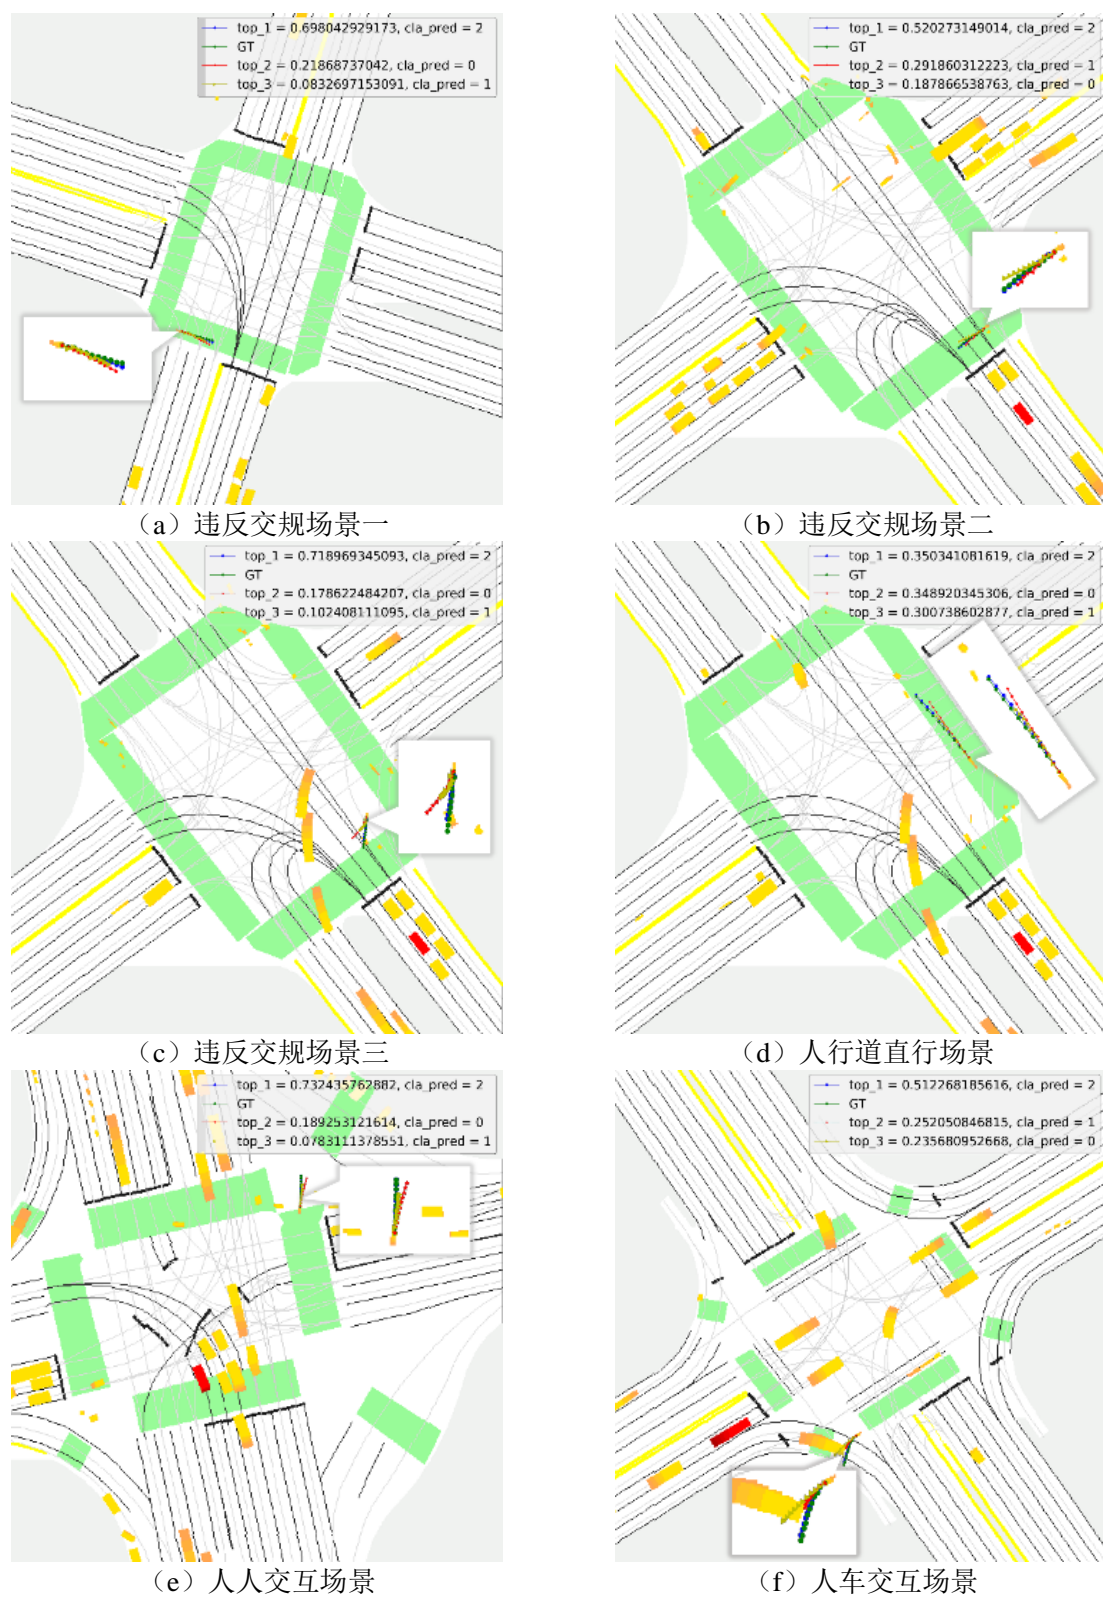 top_1 = 0.698042929173, cla_pred = 2
GT
top_2 = 0.21868737042, cla_pred = 0
top_3 = 0.0832697153091, cla_pred = 1
top_1 = 0.520273149014, cla_pred = 2
GT
top_2 = 0.291860312223, cla_pred = 1
top_3 = 0.187866538763, cla_pred = 0
（a）违反交规场景一
（b）违反交规场景二
top_1 = 0.718969345093, cla_pred = 2
GT
top_2 = 0.178622484207, cla_pred = 0
top_3 = 0.102408111095, cla_pred = 1
top_1 = 0.350341081619, cla_pred = 2
GT
top_2 = 0.348920345306, cla_pred = 0
top_3 = 0.300738602877, cla_pred = 1
（c）违反交规场景三
（d）人行道直行场景
top_1 = 0.732435762882, cla_pred = 2
GT
top_2 = 0.189253121614, cla_pred = 0
top_3 = 0.0783111378551, cla_pred = 1
top_1 = 0.512268185616, cla_pred = 2
GT
top_2 = 0.252050846815, cla_pred = 1
top_3 = 0.235680952668, cla_pred = 0
（e）人人交互场景
（f）人车交互场景